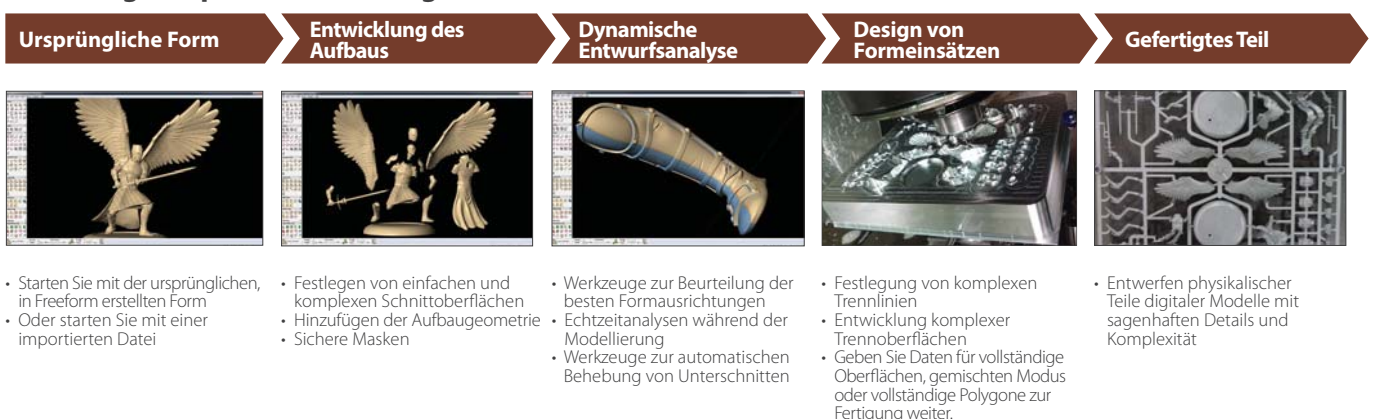 Ursprüngliche Form
Entwicklung des
Aufbaus
Dynamische
Entwurfsanalyse
Design von
Formeinsätzen
Gefertigtes Teil
• Starten Sie mit der ursprünglichen,
in Freeform erstellten Form
• Oder starten Sie mit einer
importierten Datei
• Festlegen von einfachen und
komplexen Schnittoberflächen
• Hinzufügen der Aufbaugeometrie
• Sichere Masken
• Werkzeuge zur Beurteilung der
besten Formausrichtungen
• Echtzeitanalysen während der
Modellierung
• Werkzeuge zur automatischen
Behebung von Unterschnitten
• Festlegung von komplexen
Trennlinien
• Entwicklung komplexer
Trennoberflächen
• Geben Sie Daten für vollständige
Oberflächen, gemischten Modus
oder vollständige Polygone zur
Fertigung weiter.
• Entwerfen physikalischer
Teile digitaler Modelle mit
sagenhaften Details und
Komplexität